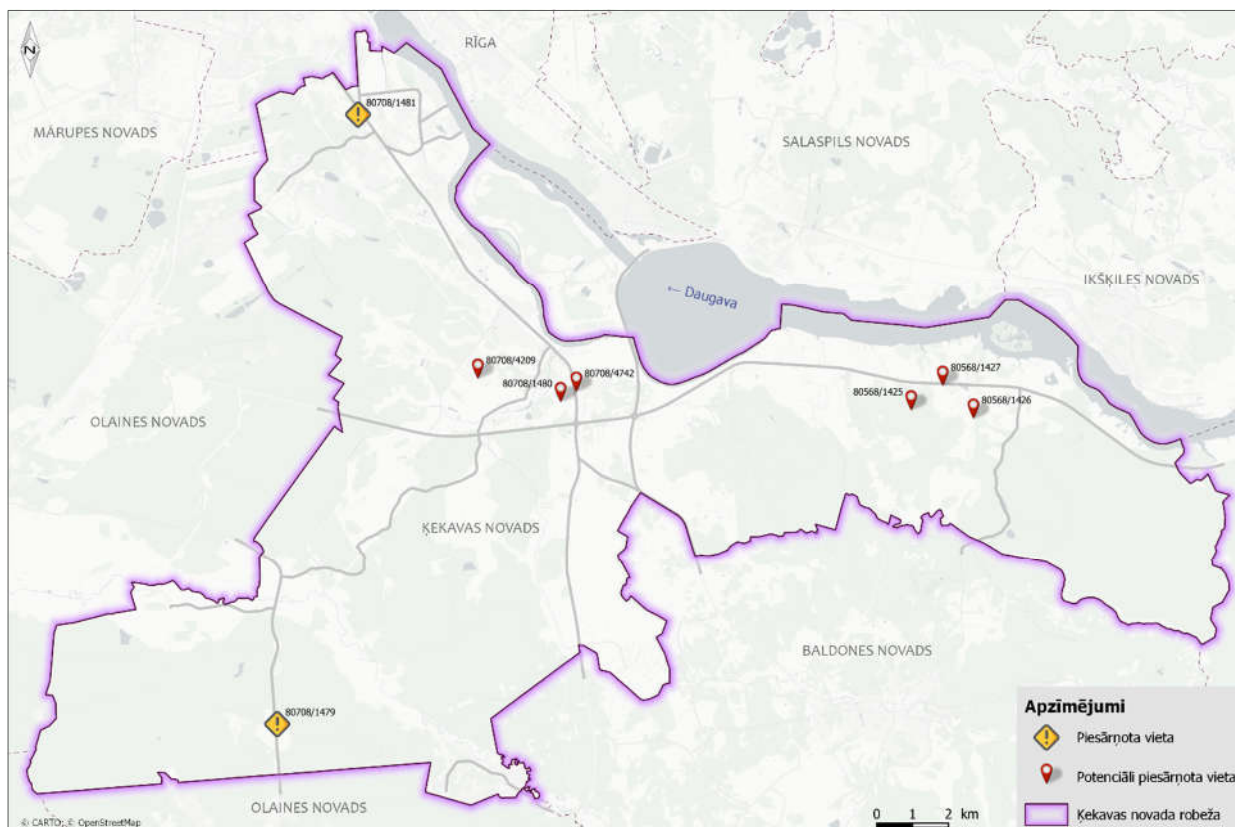 N
RĪGA
80708/1481
MĀRUPES NOVADS
SALASPILS NOVADS
IKŠĶILES NOVADS
← Daugava
80708/4209
80708/4742
80708/1480
80568/1427
80568/1425
80568/1426
OLAINES NOVADS
ĶEKAVAS NOVADS
BALDONES NOVADS
80708/1479
Apzīmējumi
Piesārņota vieta
Potenciāli piesārņota vieta
Ķekavas novada robeža
OLAINES NOVADS
0 1 2 km
© CARTO; © OpenStreetMap